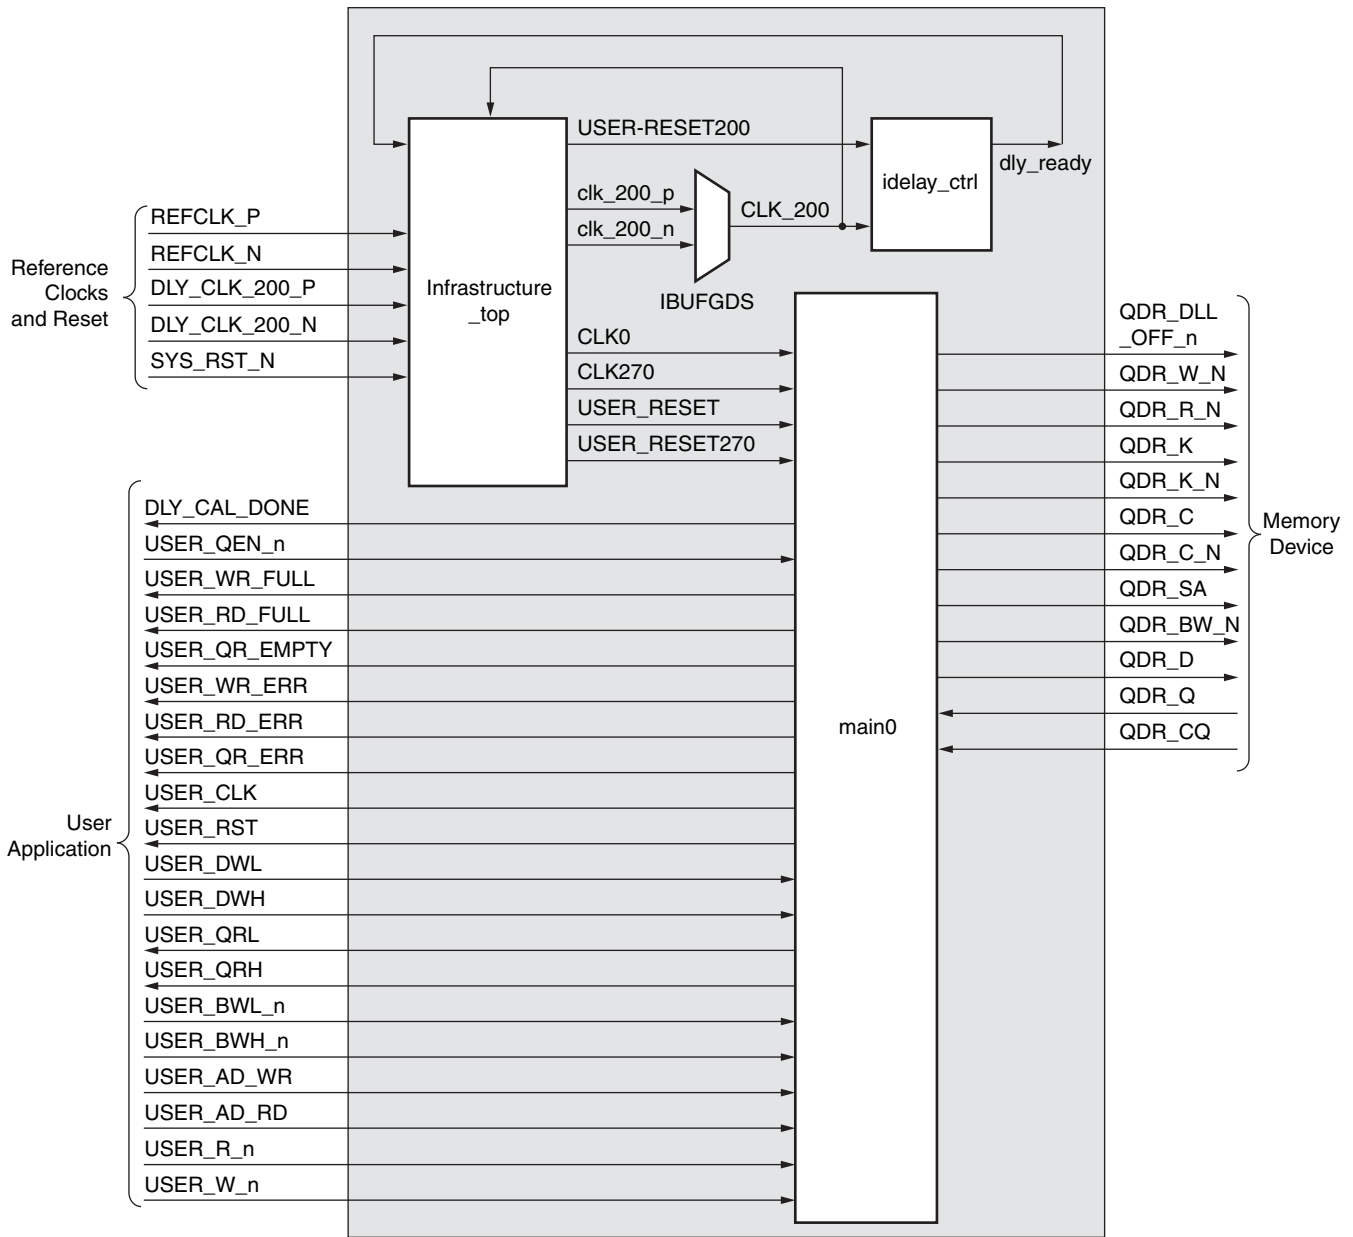 USER-RESET200
dly_ready
idelay_ctrl
clk_200_p
CLK_200
clk_200_n
IBUFGDS
REFCLK_P
REFCLK_N
DLY_CLK_200_P
DLY_CLK_200_N
SYS_RST_N
Reference
Clocks
and Reset
Infrastructure
_top
CLK0
CLK270
USER_RESET
USER_RESET270
QDR_DLL
_OFF_n
QDR_W_N
QDR_R_N
QDR_K
QDR_K_N
QDR_C
QDR_C_N
QDR_SA
QDR_BW_N
QDR_D
QDR_Q
QDR_CQ
Memory
Device
main0
DLY_CAL_DONE
USER_QEN_n
USER_WR_FULL
USER_RD_FULL
USER_QR_EMPTY
USER_WR_ERR
USER_RD_ERR
USER_QR_ERR
USER_CLK
USER_RST
USER_DWL
USER_DWH
USER_QRL
USER_QRH
USER_BWL_n
USER_BWH_n
USER_AD_WR
USER_AD_RD
USER_R_n
USER_W_n
User
Application